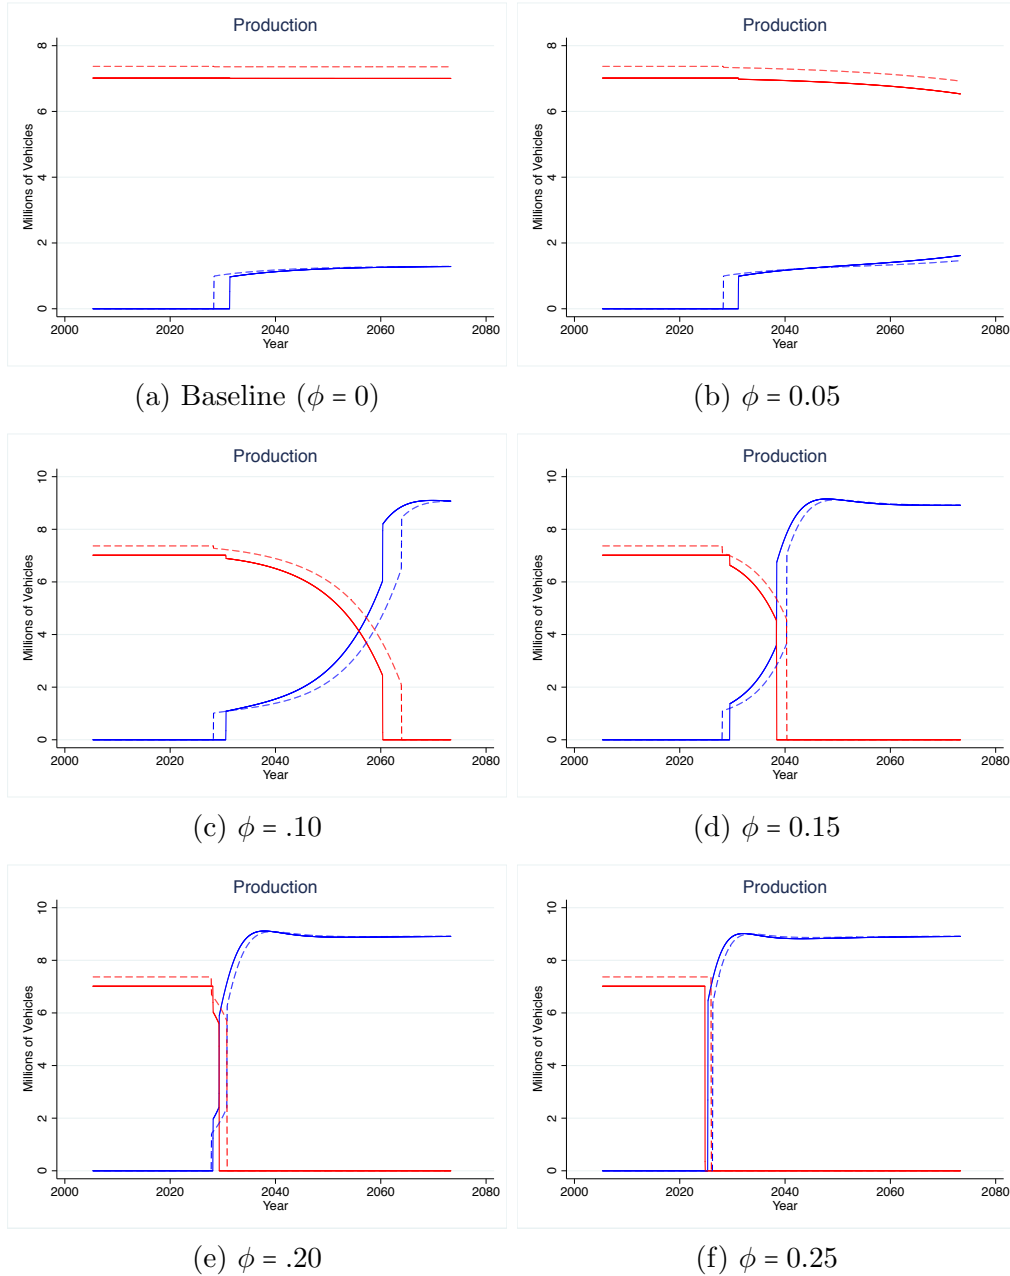 Production
Millions of Vehicles
8
6
4
2
0
2000 2020 2040 2060 2080
Year
(a) Baseline (ϕ = 0)
Production
Millions of Vehicles
8
6
4
2
0
2000 2020 2040 2060 2080
Year
(b) ϕ = 0.05
Production
Millions of Vehicles
10
8
6
4
2
0
2000 2020 2040 2060 2080
Year
(c) ϕ = .10
Production
Millions of Vehicles
10
8
6
4
2
0
2000 2020 2040 2060 2080
Year
(d) ϕ = 0.15
Production
Millions of Vehicles
10
8
6
4
2
0
2000 2020 2040 2060 2080
Year
(e) ϕ = .20
Production
Millions of Vehicles
10
8
6
4
2
0
2000 2020 2040 2060 2080
Year
(f) ϕ = 0.25